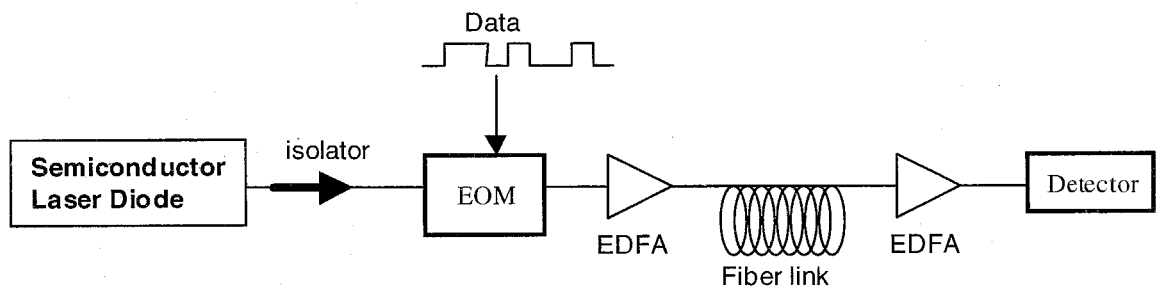 Data
isolator
Semiconductor
Laser Diode
EOM
Detector
EDFA
EDFA
Fiber link